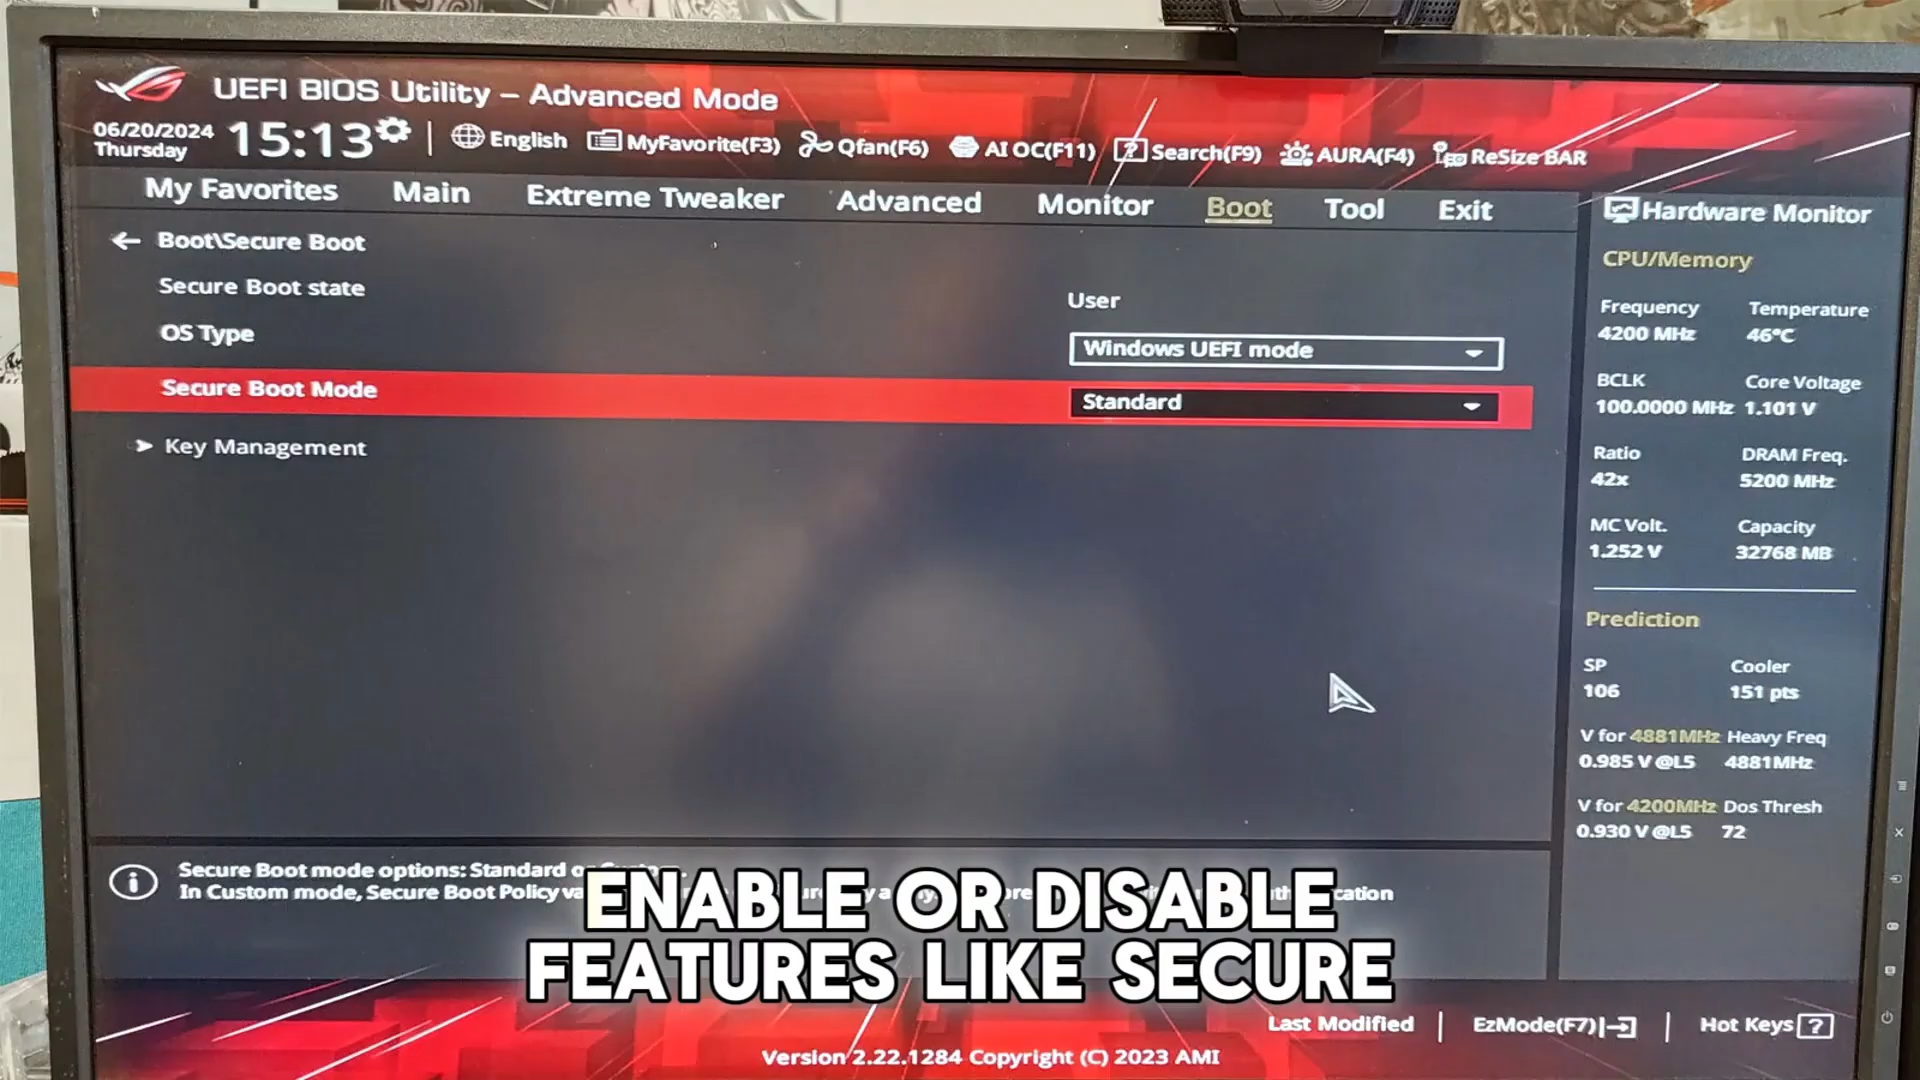 UEFI BIOS Utility – Advanced Mode
06/20/2024
Thursday
15:13
English
MyFavorite(F3)
Qfan(F6)
AI OC(F11)
Search(F9)
AURA(F4)
ReSize BAR
My Favorites
Main
Extreme Tweaker
Advanced
Monitor
Boot
Tool
Exit
Boot\Secure Boot
Secure Boot state
User
OS Type
Windows UEFI mode
Secure Boot Mode
Standard
Key Management
Hardware Monitor
CPU/Memory
Frequency Temperature
4200 MHz 46°C
BCLK Core Voltage
100.0000 MHz 1.101 V
Ratio DRAM Freq.
42x 5200 MHz
MC Volt. Capacity
1.252 V 32768 MB
Prediction
SP Cooler
106 151 pts
V for 4881MHz Heavy Freq
0.985 V @L5 4881MHz
V for 4200MHz Dos Thresh
0.930 V @L5 72
Secure Boot mode options: Standard
In Custom mode, Secure Boot Policy
ENABLE OR DISABLE
FEATURES LIKE SECURE
Last Modified
EzMode(F7)
Hot Keys ?
Version 2.22.1284 Copyright (C) 2023 AMI